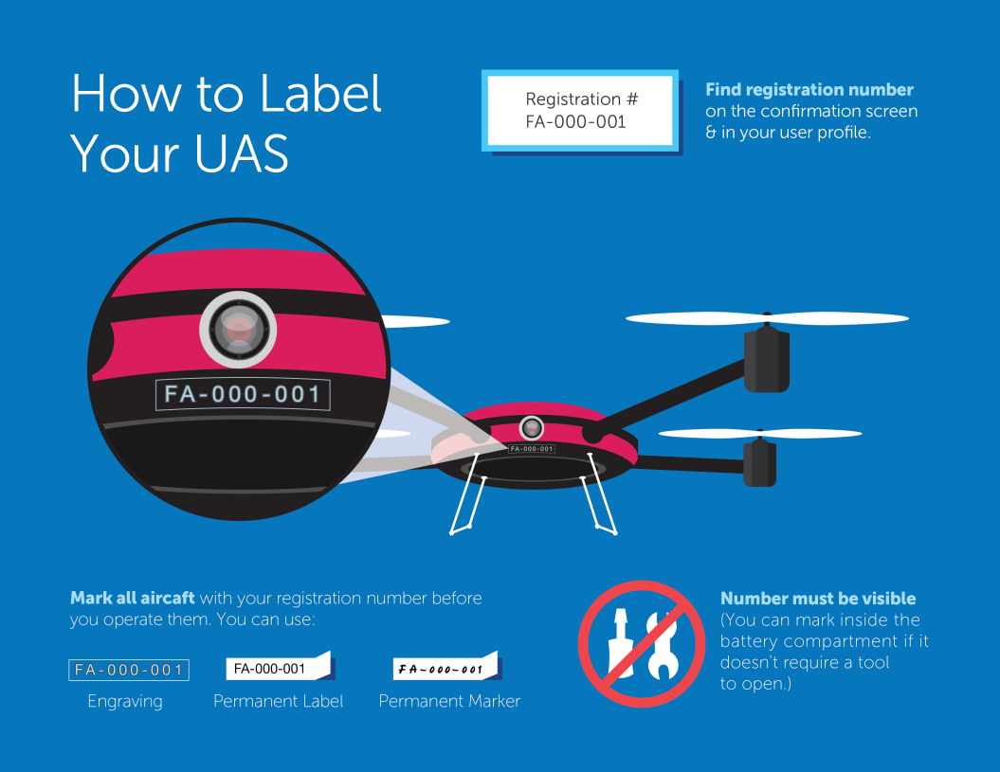 How to Label
Your UAS
Registration #
FA-000-001
Find registration number
on the confirmation screen
& in your user profile.
FA-000-001
FA-000-001
Mark all aircaft with your registration number before
you operate them. You can use:
FA-000-001
Engraving
FA-000-001
Permanent Label
FA-000-001
Permanent Marker
Number must be visible
(You can mark inside the
battery compartment if it
doesn't require a tool
to open.)